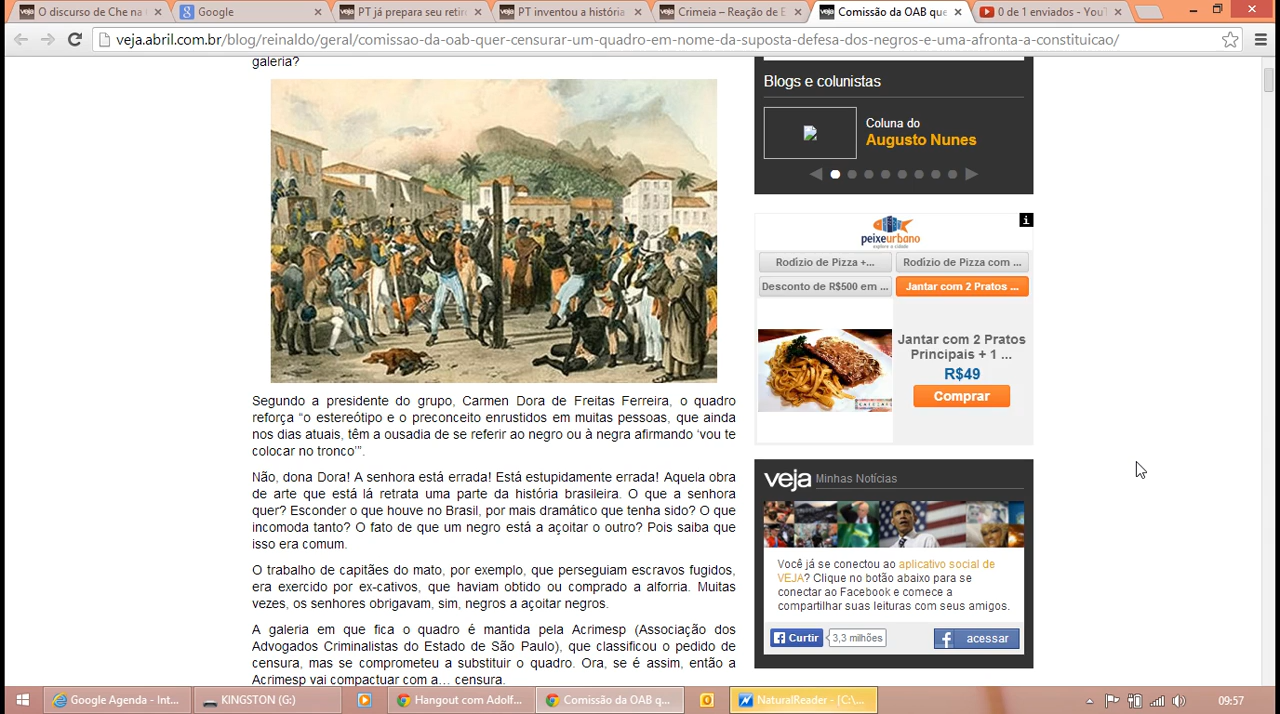 O discurso de Che na
Google
PT já prepara seu retir
PT inventou a história
Crimeia – Reação de E
Comissão da OAB que
0 de 1 enviados - You
veja.abril.com.br/blog/reinaldo/geral/comissao-da-oab-quer-censurar-um-quadro-em-nome-da-suposta-defesa-dos-negros-e-uma-afronta-a-constituicao/
galeria?
Segundo a presidente do grupo, Carmen Dora de Freitas Ferreira, o quadro
reforça “o estereótipo e o preconceito enrustidos em muitas pessoas, que ainda
nos dias atuais, têm a ousadia de se referir ao negro ou à negra afirmando ‘vou te
colocar no tronco’”.
Não, dona Dora! A senhora está errada! Está estupidamente errada! Aquela obra
de arte que está lá retrata uma parte da história brasileira. O que a senhora
quer? Esconder o que houve no Brasil, por mais dramático que tenha sido? O que
incomoda tanto? O fato de que um negro está a açoitar o outro? Pois saiba que
isso era comum.
O trabalho de capitães do mato, por exemplo, que perseguiam escravos fugidos,
era exercido por ex-cativos, que haviam obtido ou comprado a alforria. Muitas
vezes, os senhores obrigavam, sim, negros a açoitar negros.
A galeria em que fica o quadro é mantida pela Acrimesp (Associação dos
Advogados Criminalistas do Estado de São Paulo), que classificou o pedido de
censura, mas se comprometeu a substituir o quadro. Ora, se é assim, então a
Acrimesp vai compactuar com a… censura.
Blogs e colunistas
Coluna do
Augusto Nunes
peixeurbano
explore a cidade
Rodízio de Pizza +...
Rodízio de Pizza com ...
Desconto de R$500 em ...
Jantar com 2 Pratos ...
Jantar com 2 Pratos
Principais + 1 ...
R$49
Comprar
veja Minhas Notícias
Você já se conectou ao aplicativo social de
VEJA? Clique no botão abaixo para se
conectar ao Facebook e comece a
compartilhar suas leituras com seus amigos.
Curtir 3,3 milhões
acessar
Google Agenda - Int...
KINGSTON (G:)
Hangout com Adolf...
Comissão da OAB q...
NaturalReader - [C:\...
09:57